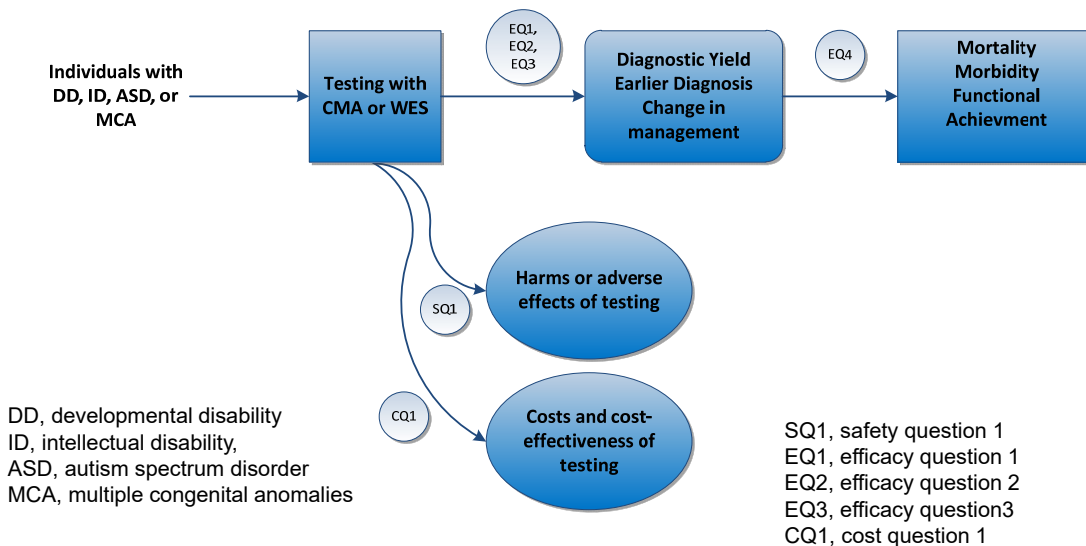 Individuals with
DD, ID, ASD, or
MCA
Testing with
CMA or WES
EQ1,
EQ2,
EQ3
Diagnostic Yield
Earlier Diagnosis
Change in
management
EQ4
Mortality
Morbidity
Functional
Achievment
SQ1
Harms or adverse
effects of testing
CQ1
Costs and cost-
effectiveness of
testing
DD, developmental disability
ID, intellectual disability,
ASD, autism spectrum disorder
MCA, multiple congenital anomalies
SQ1, safety question 1
EQ1, efficacy question 1
EQ2, efficacy question 2
EQ3, efficacy question3
CQ1, cost question 1